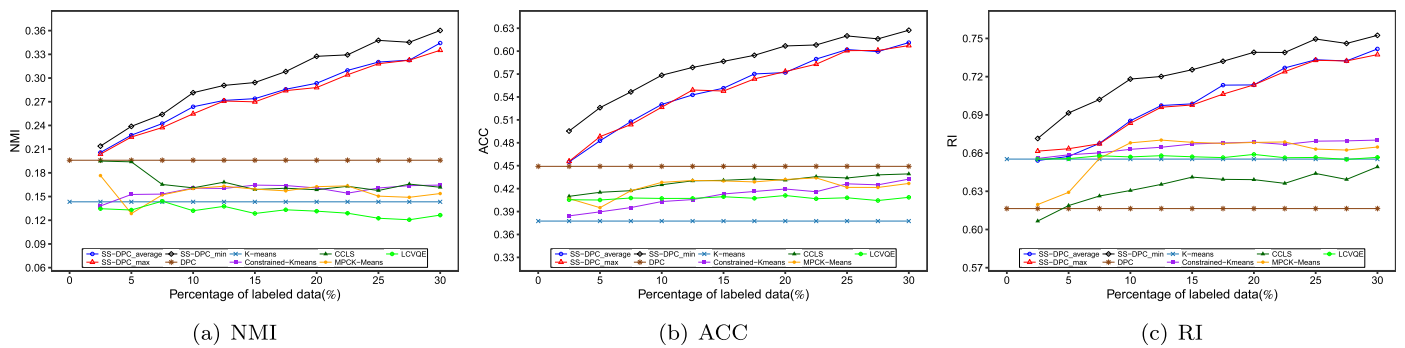 NMI
0.36
0.33
0.30
0.27
0.24
0.21
0.18
0.15
0.12
0.09
0.06
SS−DPC_average SS−DPC_min K−means CCLS LCVQE
SS−DPC_max DPC Constrained−Kmeans MPCK−Means
0 5 10 15 20 25 30
Percentage of labeled data(%)
(a) NMI
ACC
0.63
0.60
0.57
0.54
0.51
0.48
0.45
0.42
0.39
0.36
0.33
SS−DPC_average SS−DPC_min K−means CCLS LCVQE
SS−DPC_max DPC Constrained−Kmeans MPCK−Means
0 5 10 15 20 25 30
Percentage of labeled data(%)
(b) ACC
RI
0.75
0.72
0.69
0.66
0.63
0.60
0.57
SS−DPC_average SS−DPC_min K−means CCLS LCVQE
SS−DPC_max DPC Constrained−Kmeans MPCK−Means
0 5 10 15 20 25 30
Percentage of labeled data(%)
(c) RI